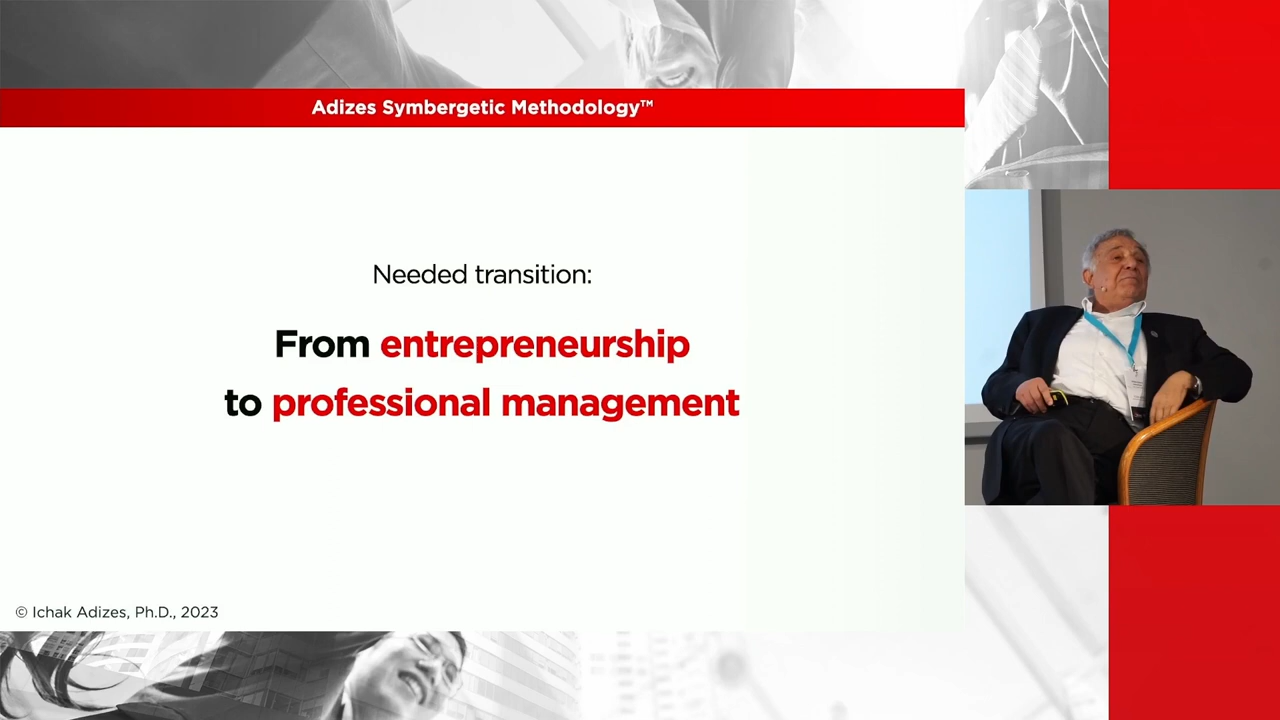 Adizes Symbergetic Methodology™
Needed transition:
From entrepreneurship
to professional management
© Ichak Adizes, Ph.D., 2023